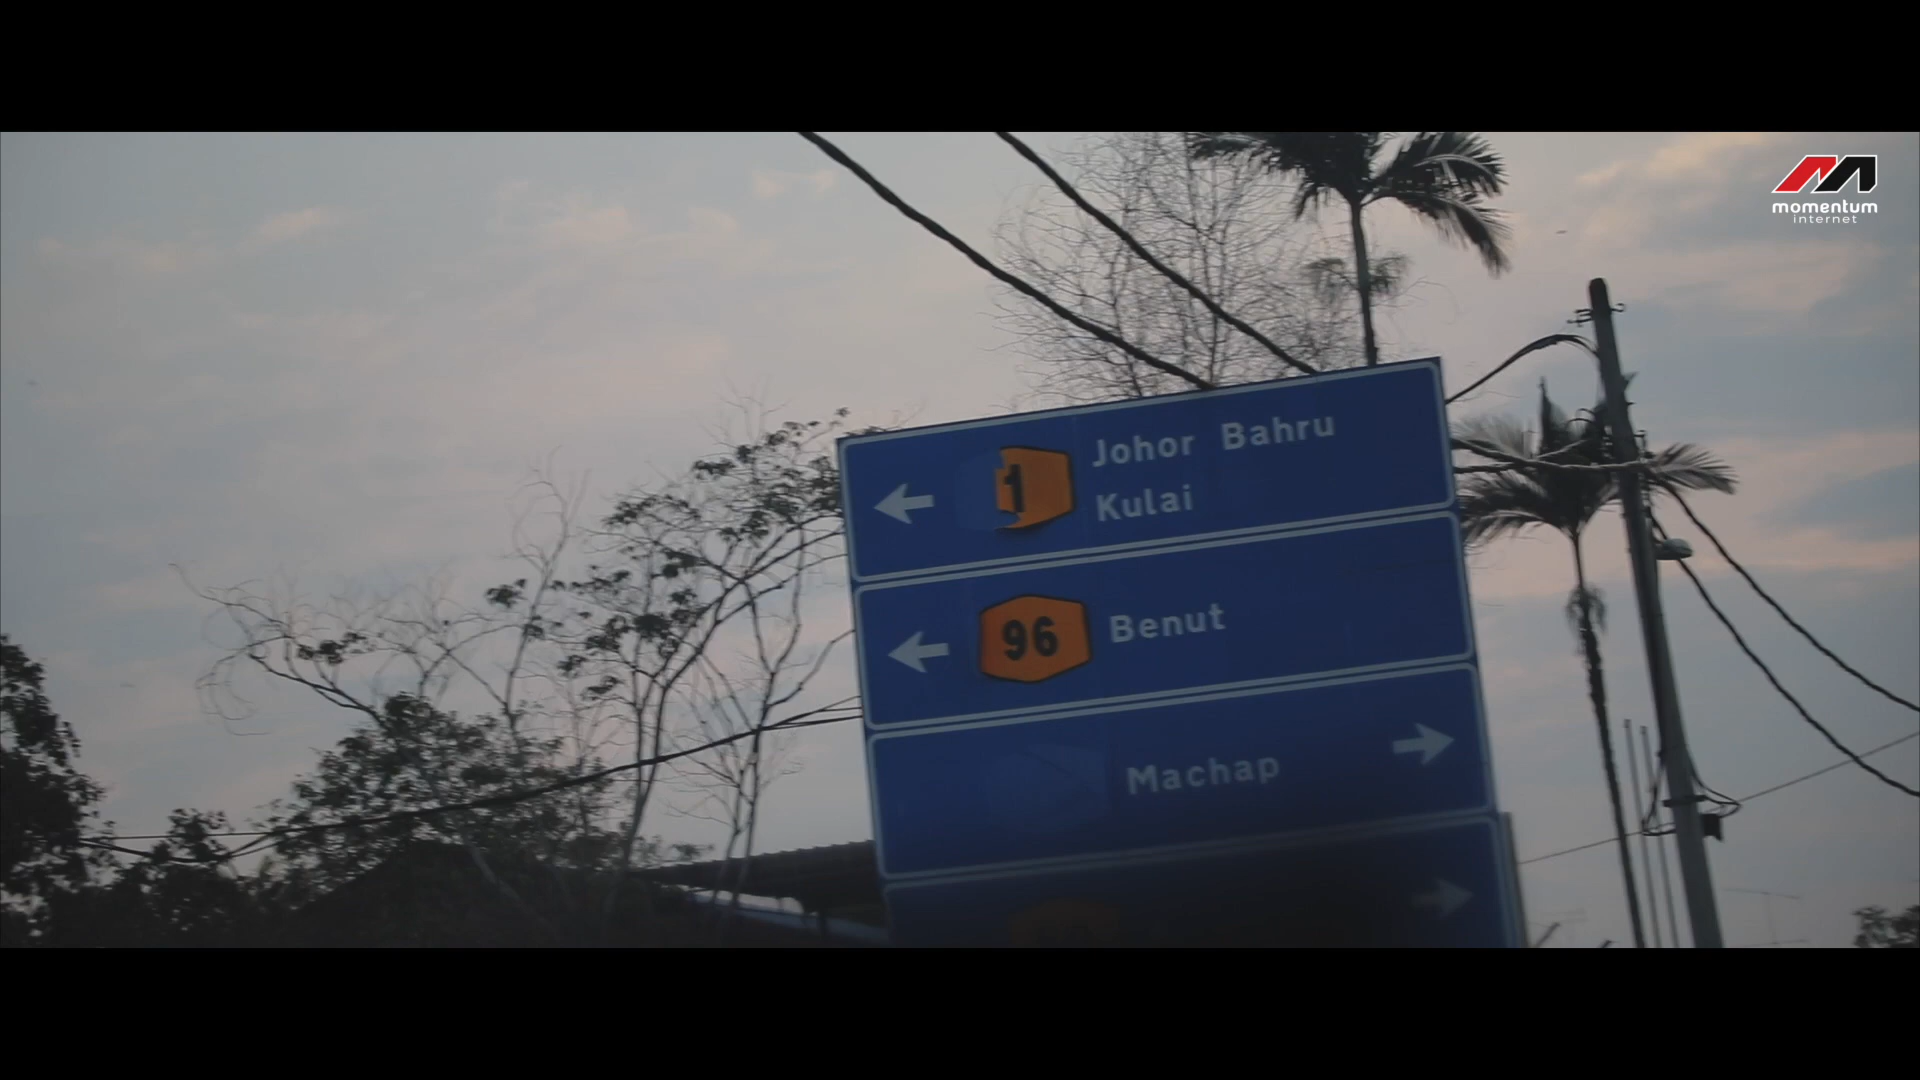 momentum
internet
1
Johor Bahru
Kulai
96 Benut
Machap